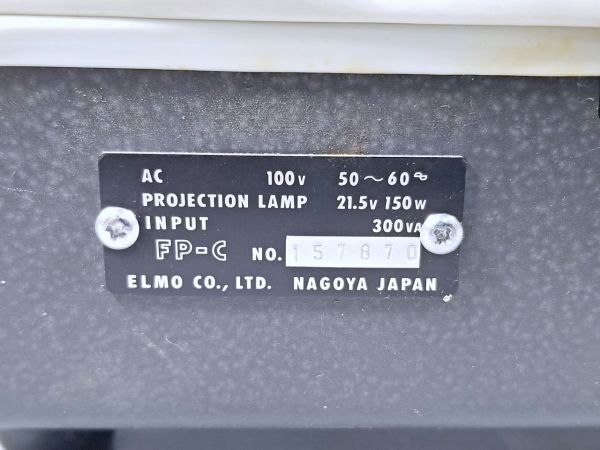 AC 100V 50~60∾
PROJECTION LAMP 21.5V 150W
INPUT 300VA
FP-C NO. 157870
ELMO CO., LTD. NAGOYA JAPAN